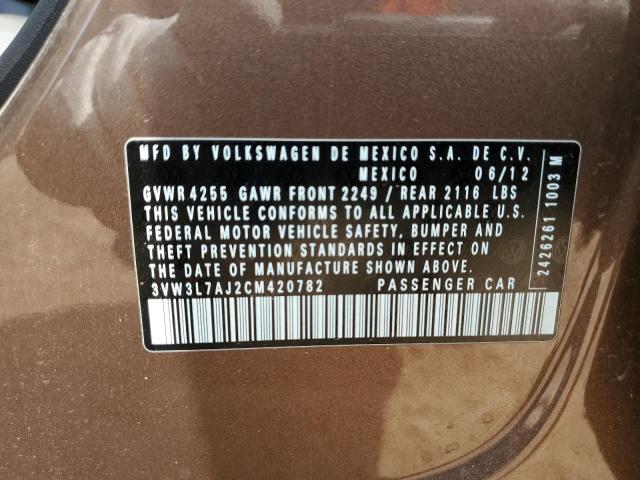 MFD BY VOLKSWAGEN DE MEXICO S.A. DE C.V.
MEXICO 06/12
GVWR 4255 GAWR FRONT 2249 / REAR 2116 LBS
THIS VEHICLE CONFORMS TO ALL APPLICABLE U.S.
FEDERAL MOTOR VEHICLE SAFETY, BUMPER AND
THEFT PREVENTION STANDARDS IN EFFECT ON
THE DATE OF MANUFACTURE SHOWN ABOVE.
3VW3L7AJ2CM420782 PASSENGER CAR
2426261 1003 M